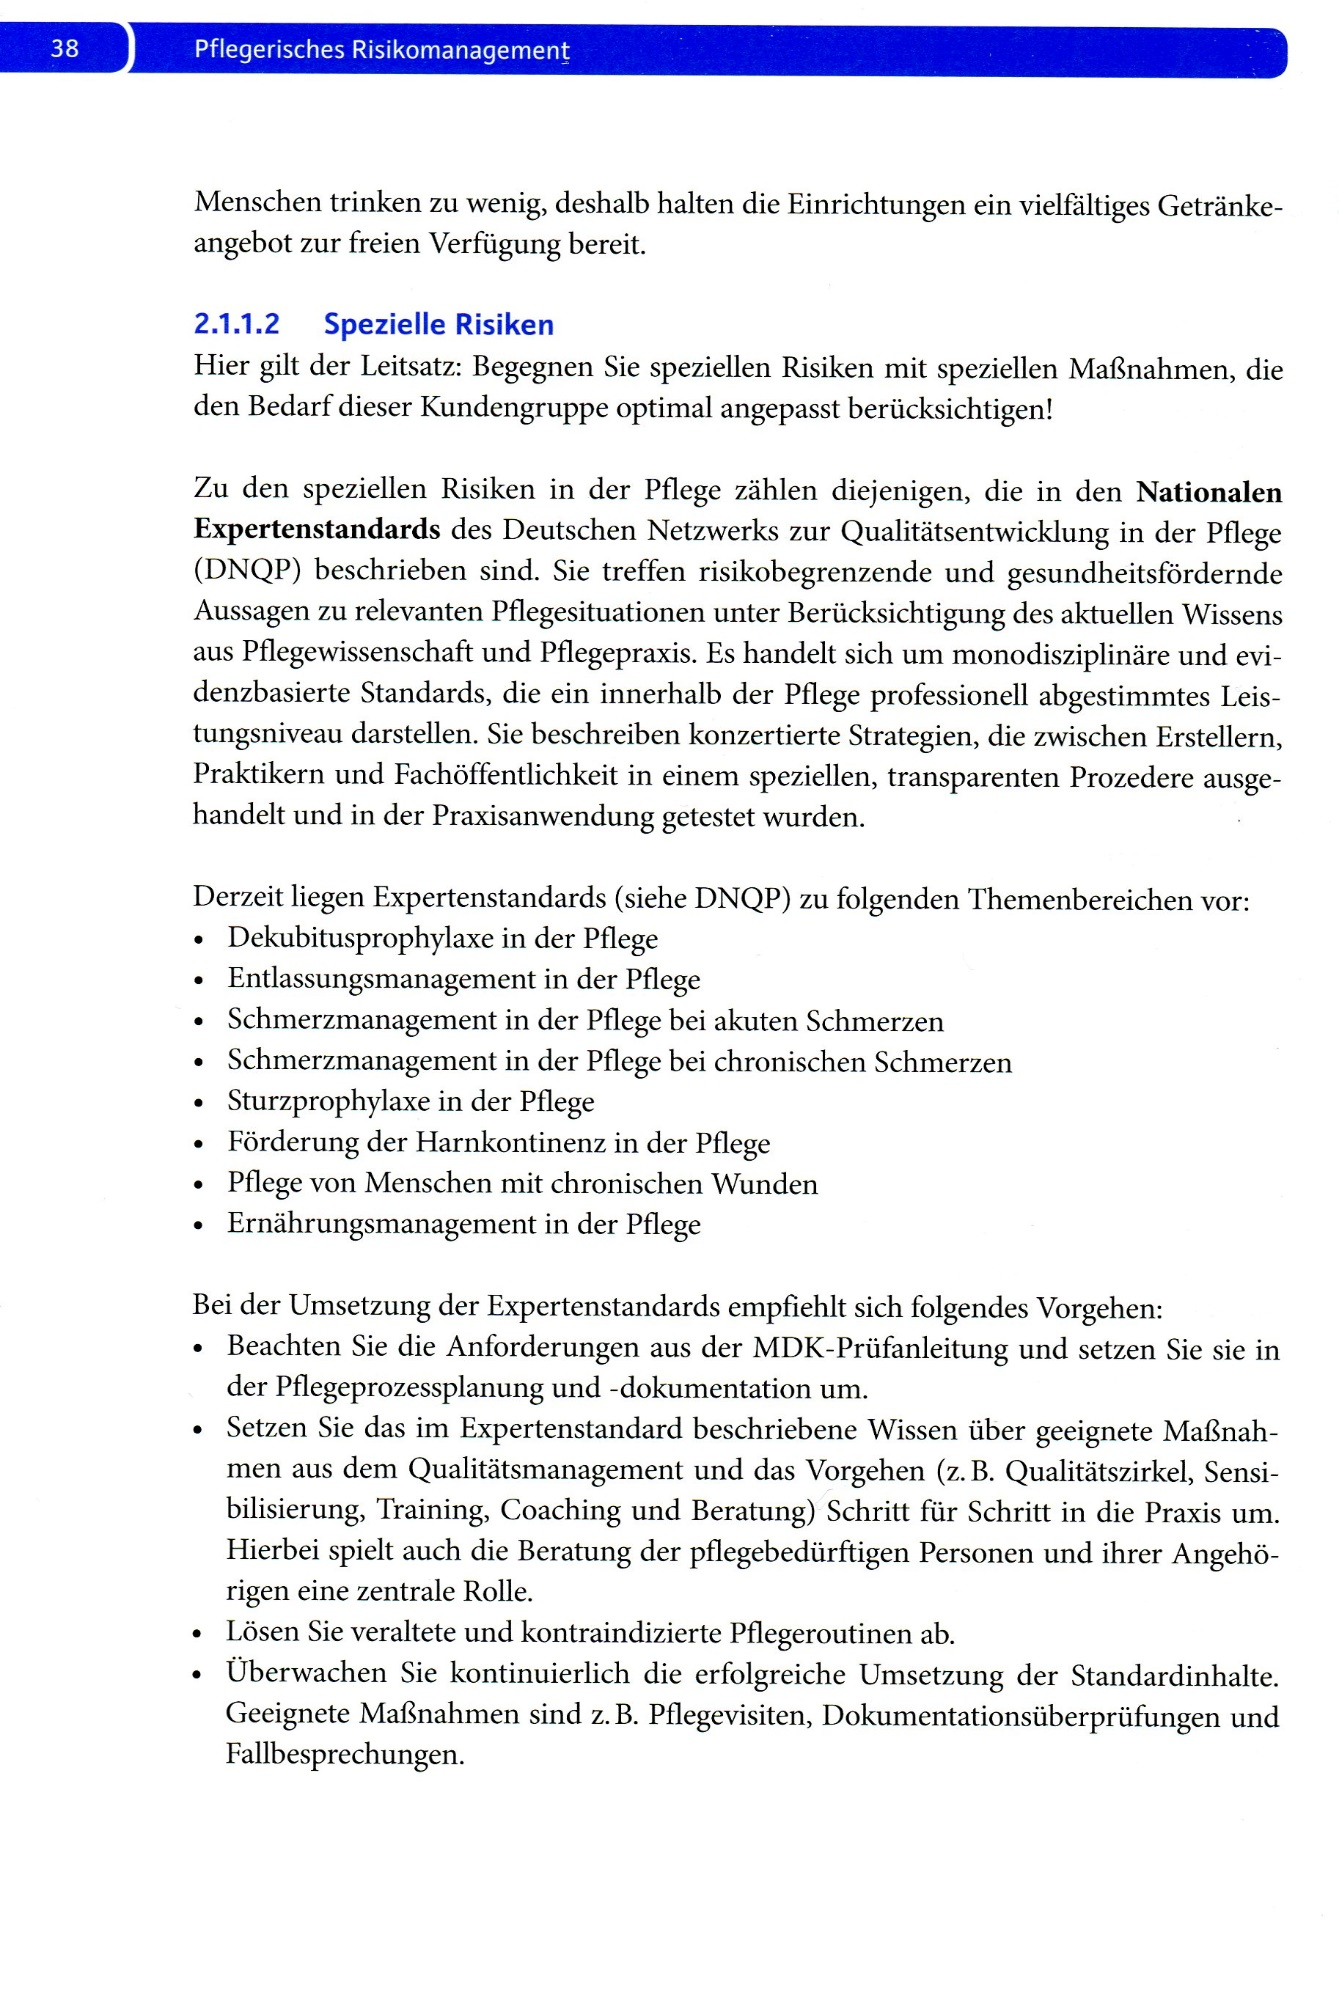 38
Pflegerisches Risikomanagement
Menschen trinken zu wenig, deshalb halten die Einrichtungen ein vielfältiges Getränke-
angebot zur freien Verfügung bereit.
2.1.1.2 Spezielle Risiken
Hier gilt der Leitsatz: Begegnen Sie speziellen Risiken mit speziellen Maßnahmen, die
den Bedarf dieser Kundengruppe optimal angepasst berücksichtigen!
Zu den speziellen Risiken in der Pflege zählen diejenigen, die in den Nationalen
Expertenstandards des Deutschen Netzwerks zur Qualitätsentwicklung in der Pflege
(DNQP) beschrieben sind. Sie treffen risikobegrenzende und gesundheitsfördernde
Aussagen zu relevanten Pflegesituationen unter Berücksichtigung des aktuellen Wissens
aus Pflegewissenschaft und Pflegepraxis. Es handelt sich um monodisziplinäre und evi-
denzbasierte Standards, die ein innerhalb der Pflege professionell abgestimmtes Leis-
tungsniveau darstellen. Sie beschreiben konzertierte Strategien, die zwischen Erstellern,
Praktikern und Fachöffentlichkeit in einem speziellen, transparenten Prozedere ausge-
handelt und in der Praxisanwendung getestet wurden.
Derzeit liegen Expertenstandards (siehe DNQP) zu folgenden Themenbereichen vor:
• Dekubitusprophylaxe in der Pflege
• Entlassungsmanagement in der Pflege
• Schmerzmanagement in der Pflege bei akuten Schmerzen
• Schmerzmanagement in der Pflege bei chronischen Schmerzen
• Sturzprophylaxe in der Pflege
• Förderung der Harnkontinenz in der Pflege
• Pflege von Menschen mit chronischen Wunden
• Ernährungsmanagement in der Pflege
Bei der Umsetzung der Expertenstandards empfiehlt sich folgendes Vorgehen:
• Beachten Sie die Anforderungen aus der MDK-Prüfanleitung und setzen Sie sie in
der Pflegeprozessplanung und -dokumentation um.
• Setzen Sie das im Expertenstandard beschriebene Wissen über geeignete Maßnah-
men aus dem Qualitätsmanagement und das Vorgehen (z. B. Qualitätszirkel, Sensi-
bilisierung, Training, Coaching und Beratung) Schritt für Schritt in die Praxis um.
Hierbei spielt auch die Beratung der pflegebedürftigen Personen und ihrer Angehö-
rigen eine zentrale Rolle.
• Lösen Sie veraltete und kontraindizierte Pflegeroutinen ab.
• Überwachen Sie kontinuierlich die erfolgreiche Umsetzung der Standardinhalte.
Geeignete Maßnahmen sind z. B. Pflegevisiten, Dokumentationsüberprüfungen und
Fallbesprechungen.